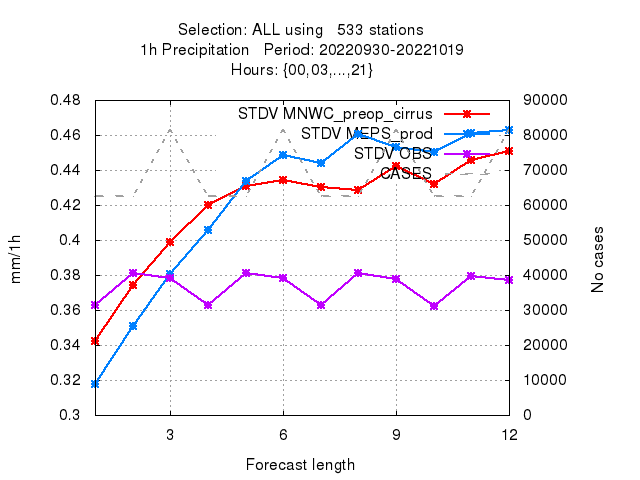 Selection: ALL using   533 stations
1h Precipitation   Period: 20220930-20221019
Hours: {00,03,...,21}
STDV MNWC_preop_cirrus
STDV MEPS_prod
STDV OBS
CASES
0.48
0.46
0.44
0.42
0.4
0.38
0.36
0.34
0.32
0.3
90000
80000
70000
60000
50000
40000
30000
20000
10000
0
mm/1h
No cases
3 6 9 12
Forecast length